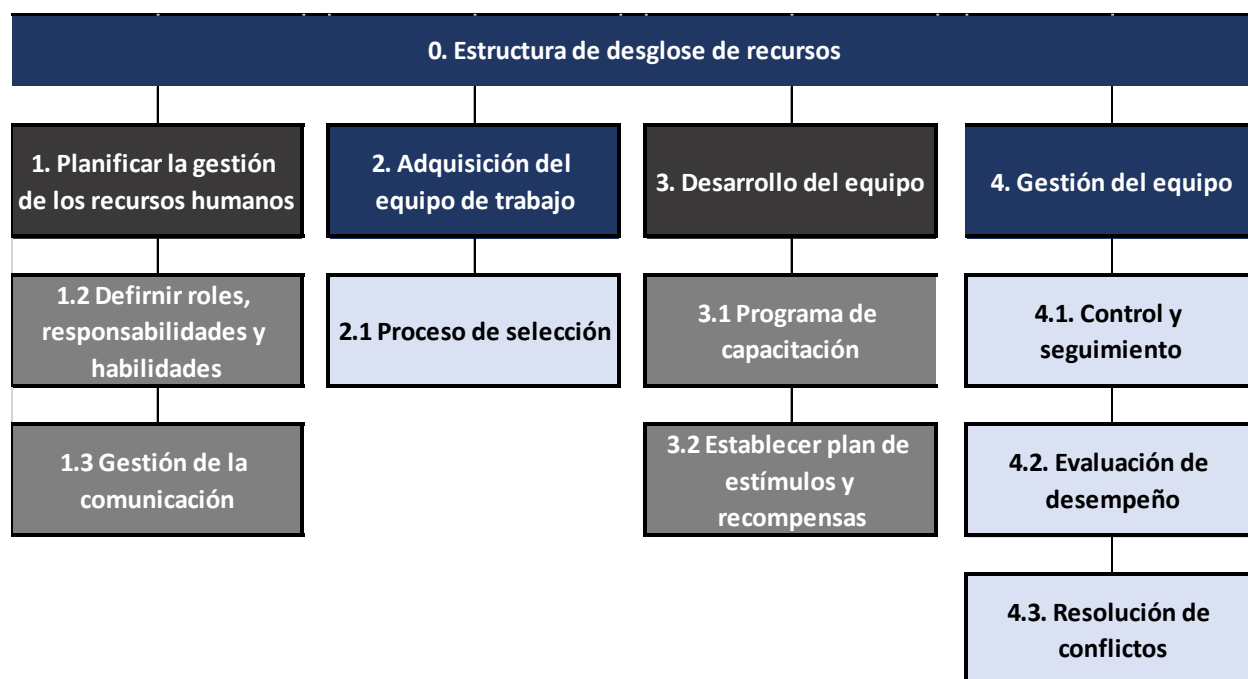 0. Estructura de desglose de recursos
1. Planificar la gestión
de los recursos humanos
2. Adquisición del
equipo de trabajo
3. Desarrollo del equipo
4. Gestión del equipo
1.2 Defirnir roles,
responsabilidades y
habilidades
2.1 Proceso de selección
3.1 Programa de
capacitación
4.1. Control y
seguimiento
1.3 Gestión de la
comunicación
3.2 Establecer plan de
estímulos y
recompensas
4.2. Evaluación de
desempeño
4.3. Resolución de
conflictos